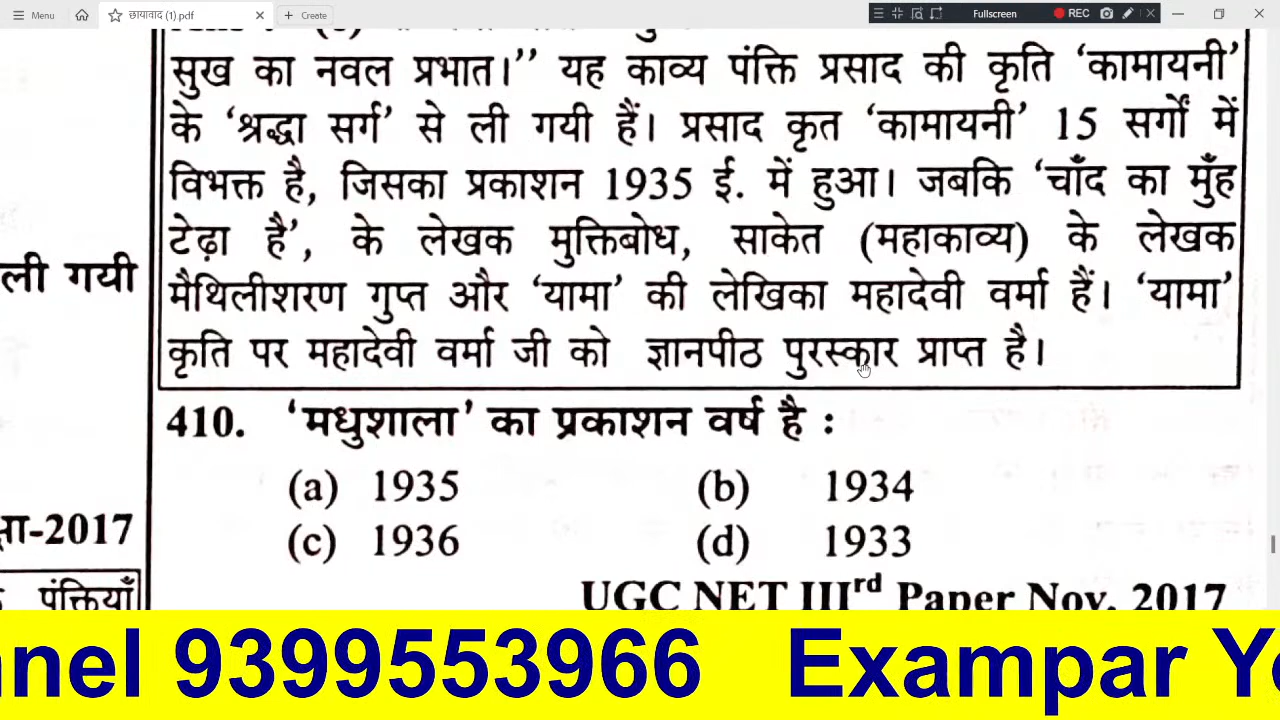 Menu
छायावाद (1).pdf
Create
Fullscreen
REC
सुख का नवल प्रभात।'' यह काव्य पंक्ति प्रसाद की कृति 'कामायनी'
के 'श्रद्धा सर्ग' से ली गयी हैं। प्रसाद कृत 'कामायनी' 15 सर्गों में
विभक्त है, जिसका प्रकाशन 1935 ई. में हुआ। जबकि 'चाँद का मुँह
टेढ़ा है', के लेखक मुक्तिबोध, साकेत (महाकाव्य) के लेखक
मैथिलीशरण गुप्त और 'यामा' की लेखिका महादेवी वर्मा हैं। 'यामा'
कृति पर महादेवी वर्मा जी को ज्ञानपीठ पुरस्कार प्राप्त है।
ली गयी
410. 'मधुशाला' का प्रकाशन वर्ष है :
(a) 1935 (b) 1934
(c) 1936 (d) 1933
-2017
पंक्तियाँ
UGC NET IIIrd Paper Nov. 2017
nnel 9399553966 Exampar Y